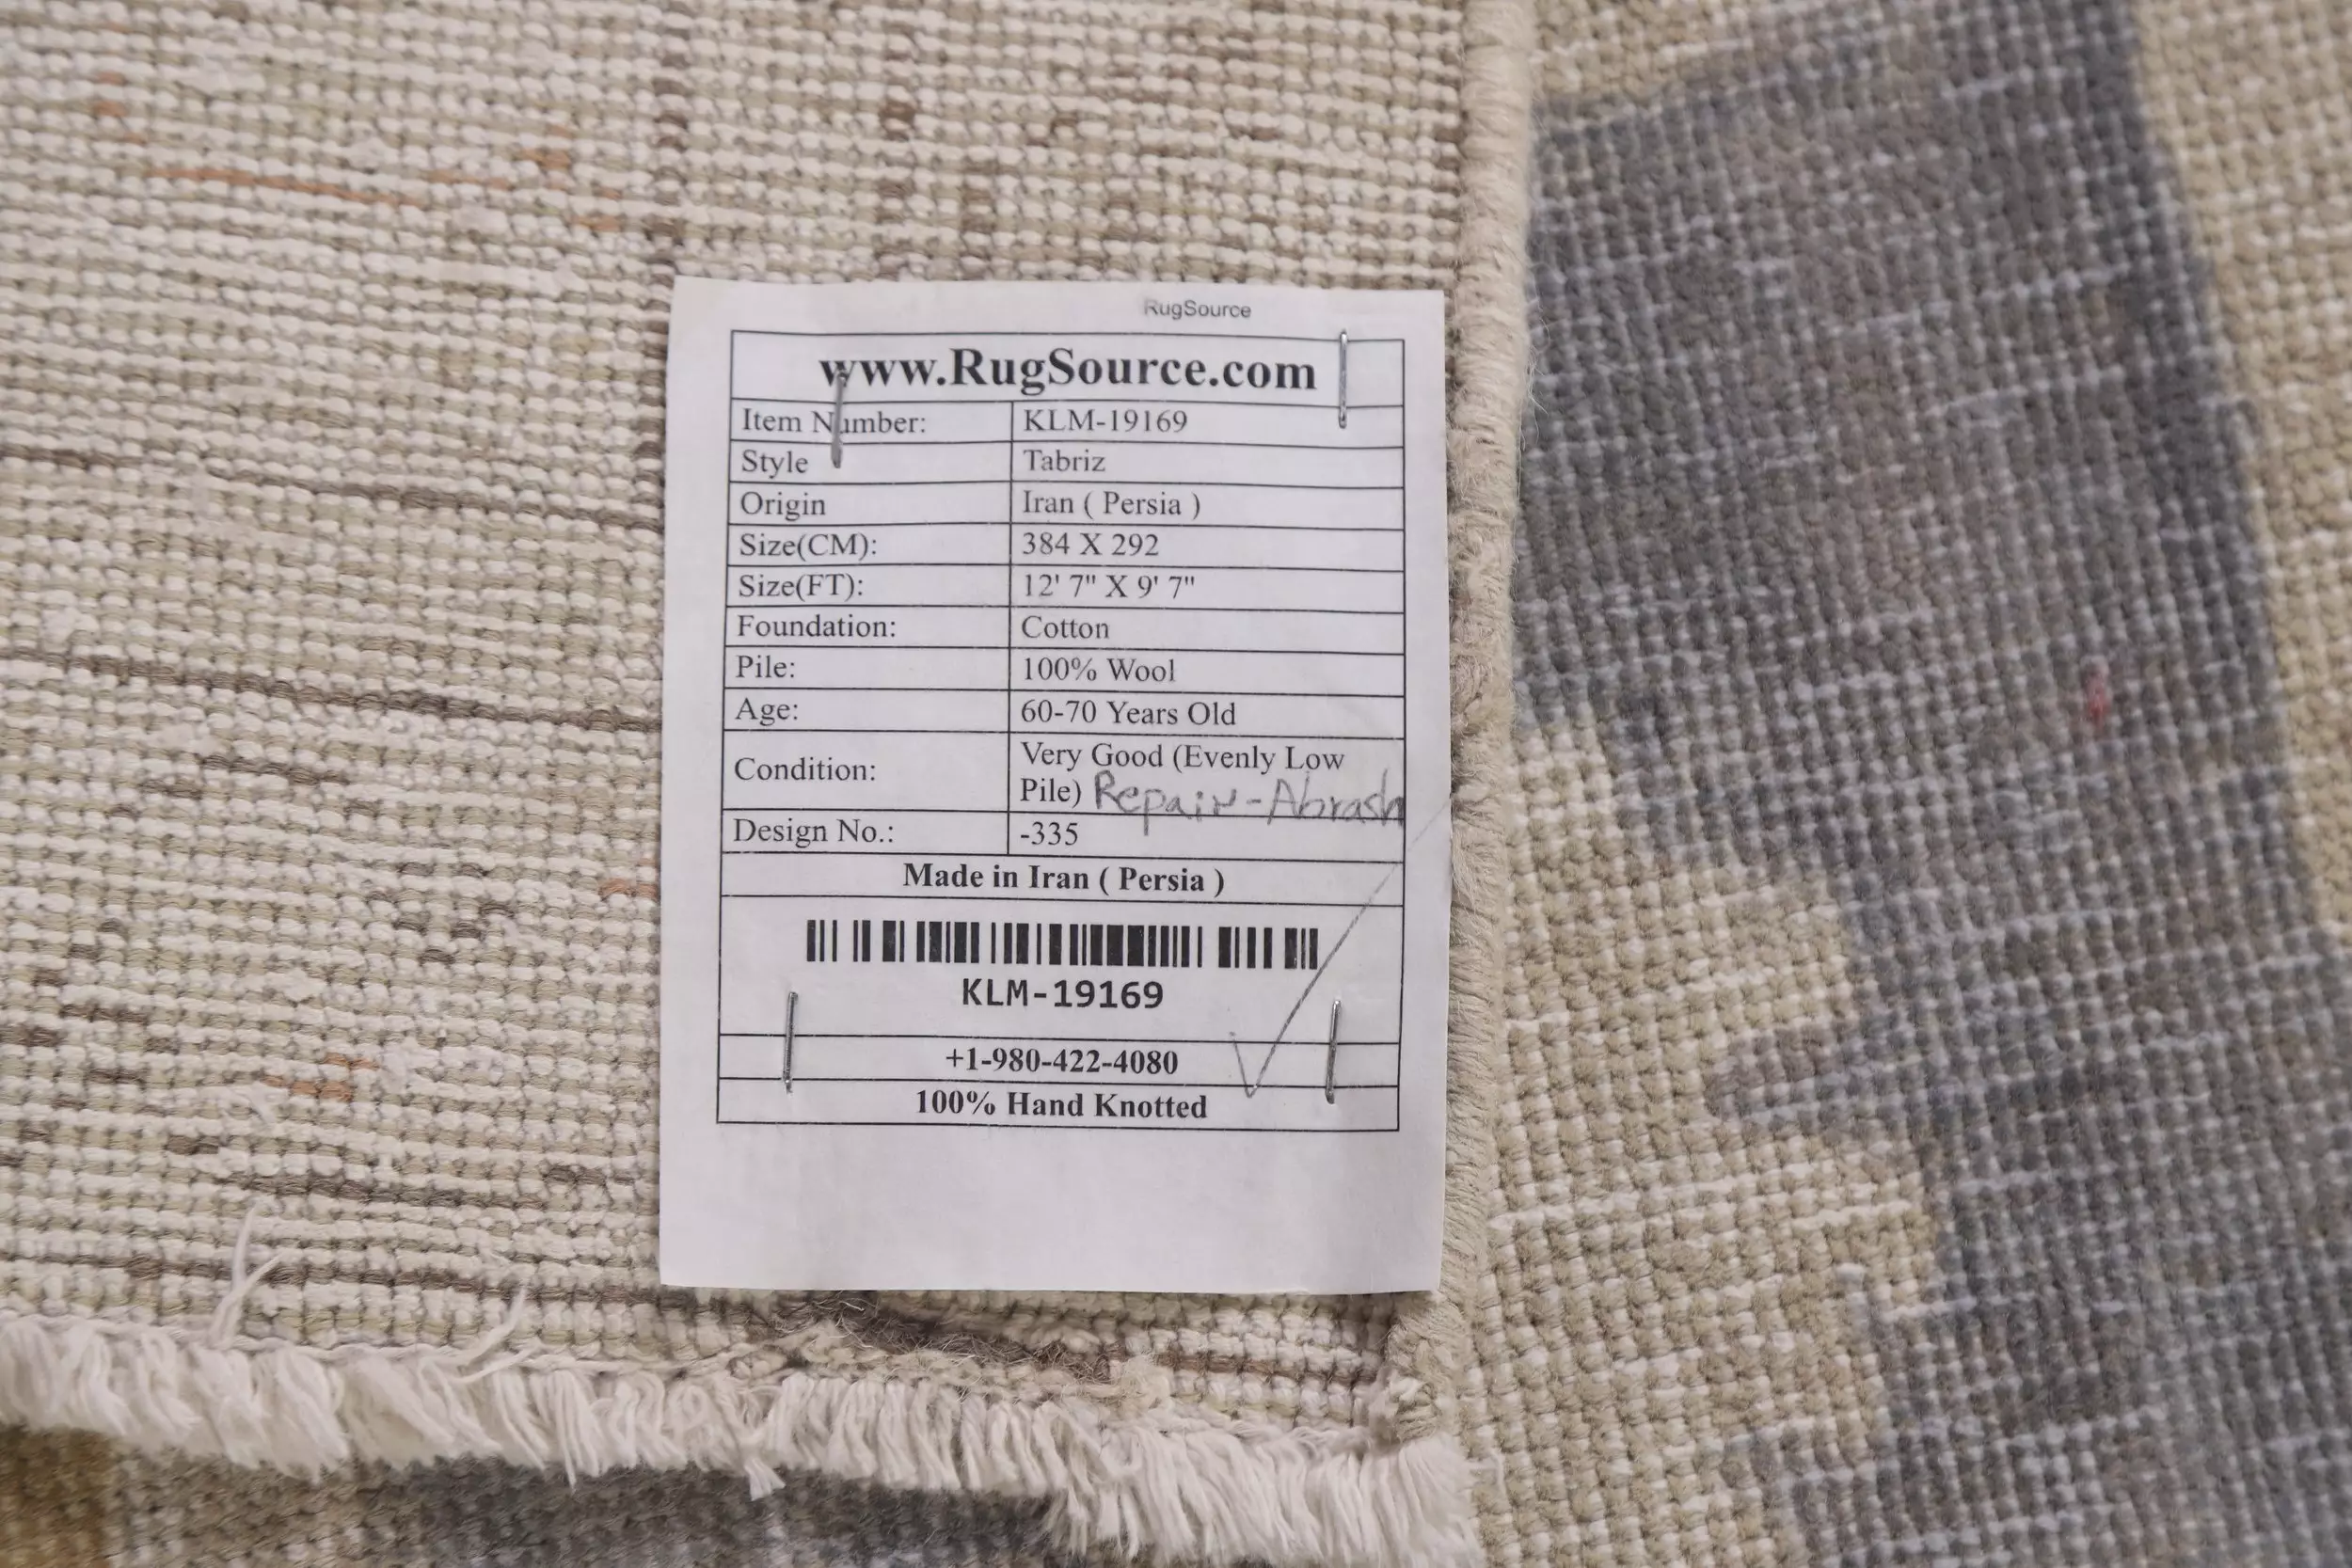 RugSource
www.RugSource.com
Item Number: KLM-19169
Style Tabriz
Origin Iran ( Persia )
Size(CM): 384 X 292
Size(FT): 12' 7" X 9' 7"
Foundation: Cotton
Pile: 100% Wool
Age: 60-70 Years Old
Condition: Very Good (Evenly Low
Pile) Repair-Abrash
Design No.: -335
Made in Iran ( Persia )
KLM-19169
+1-980-422-4080
100% Hand Knotted